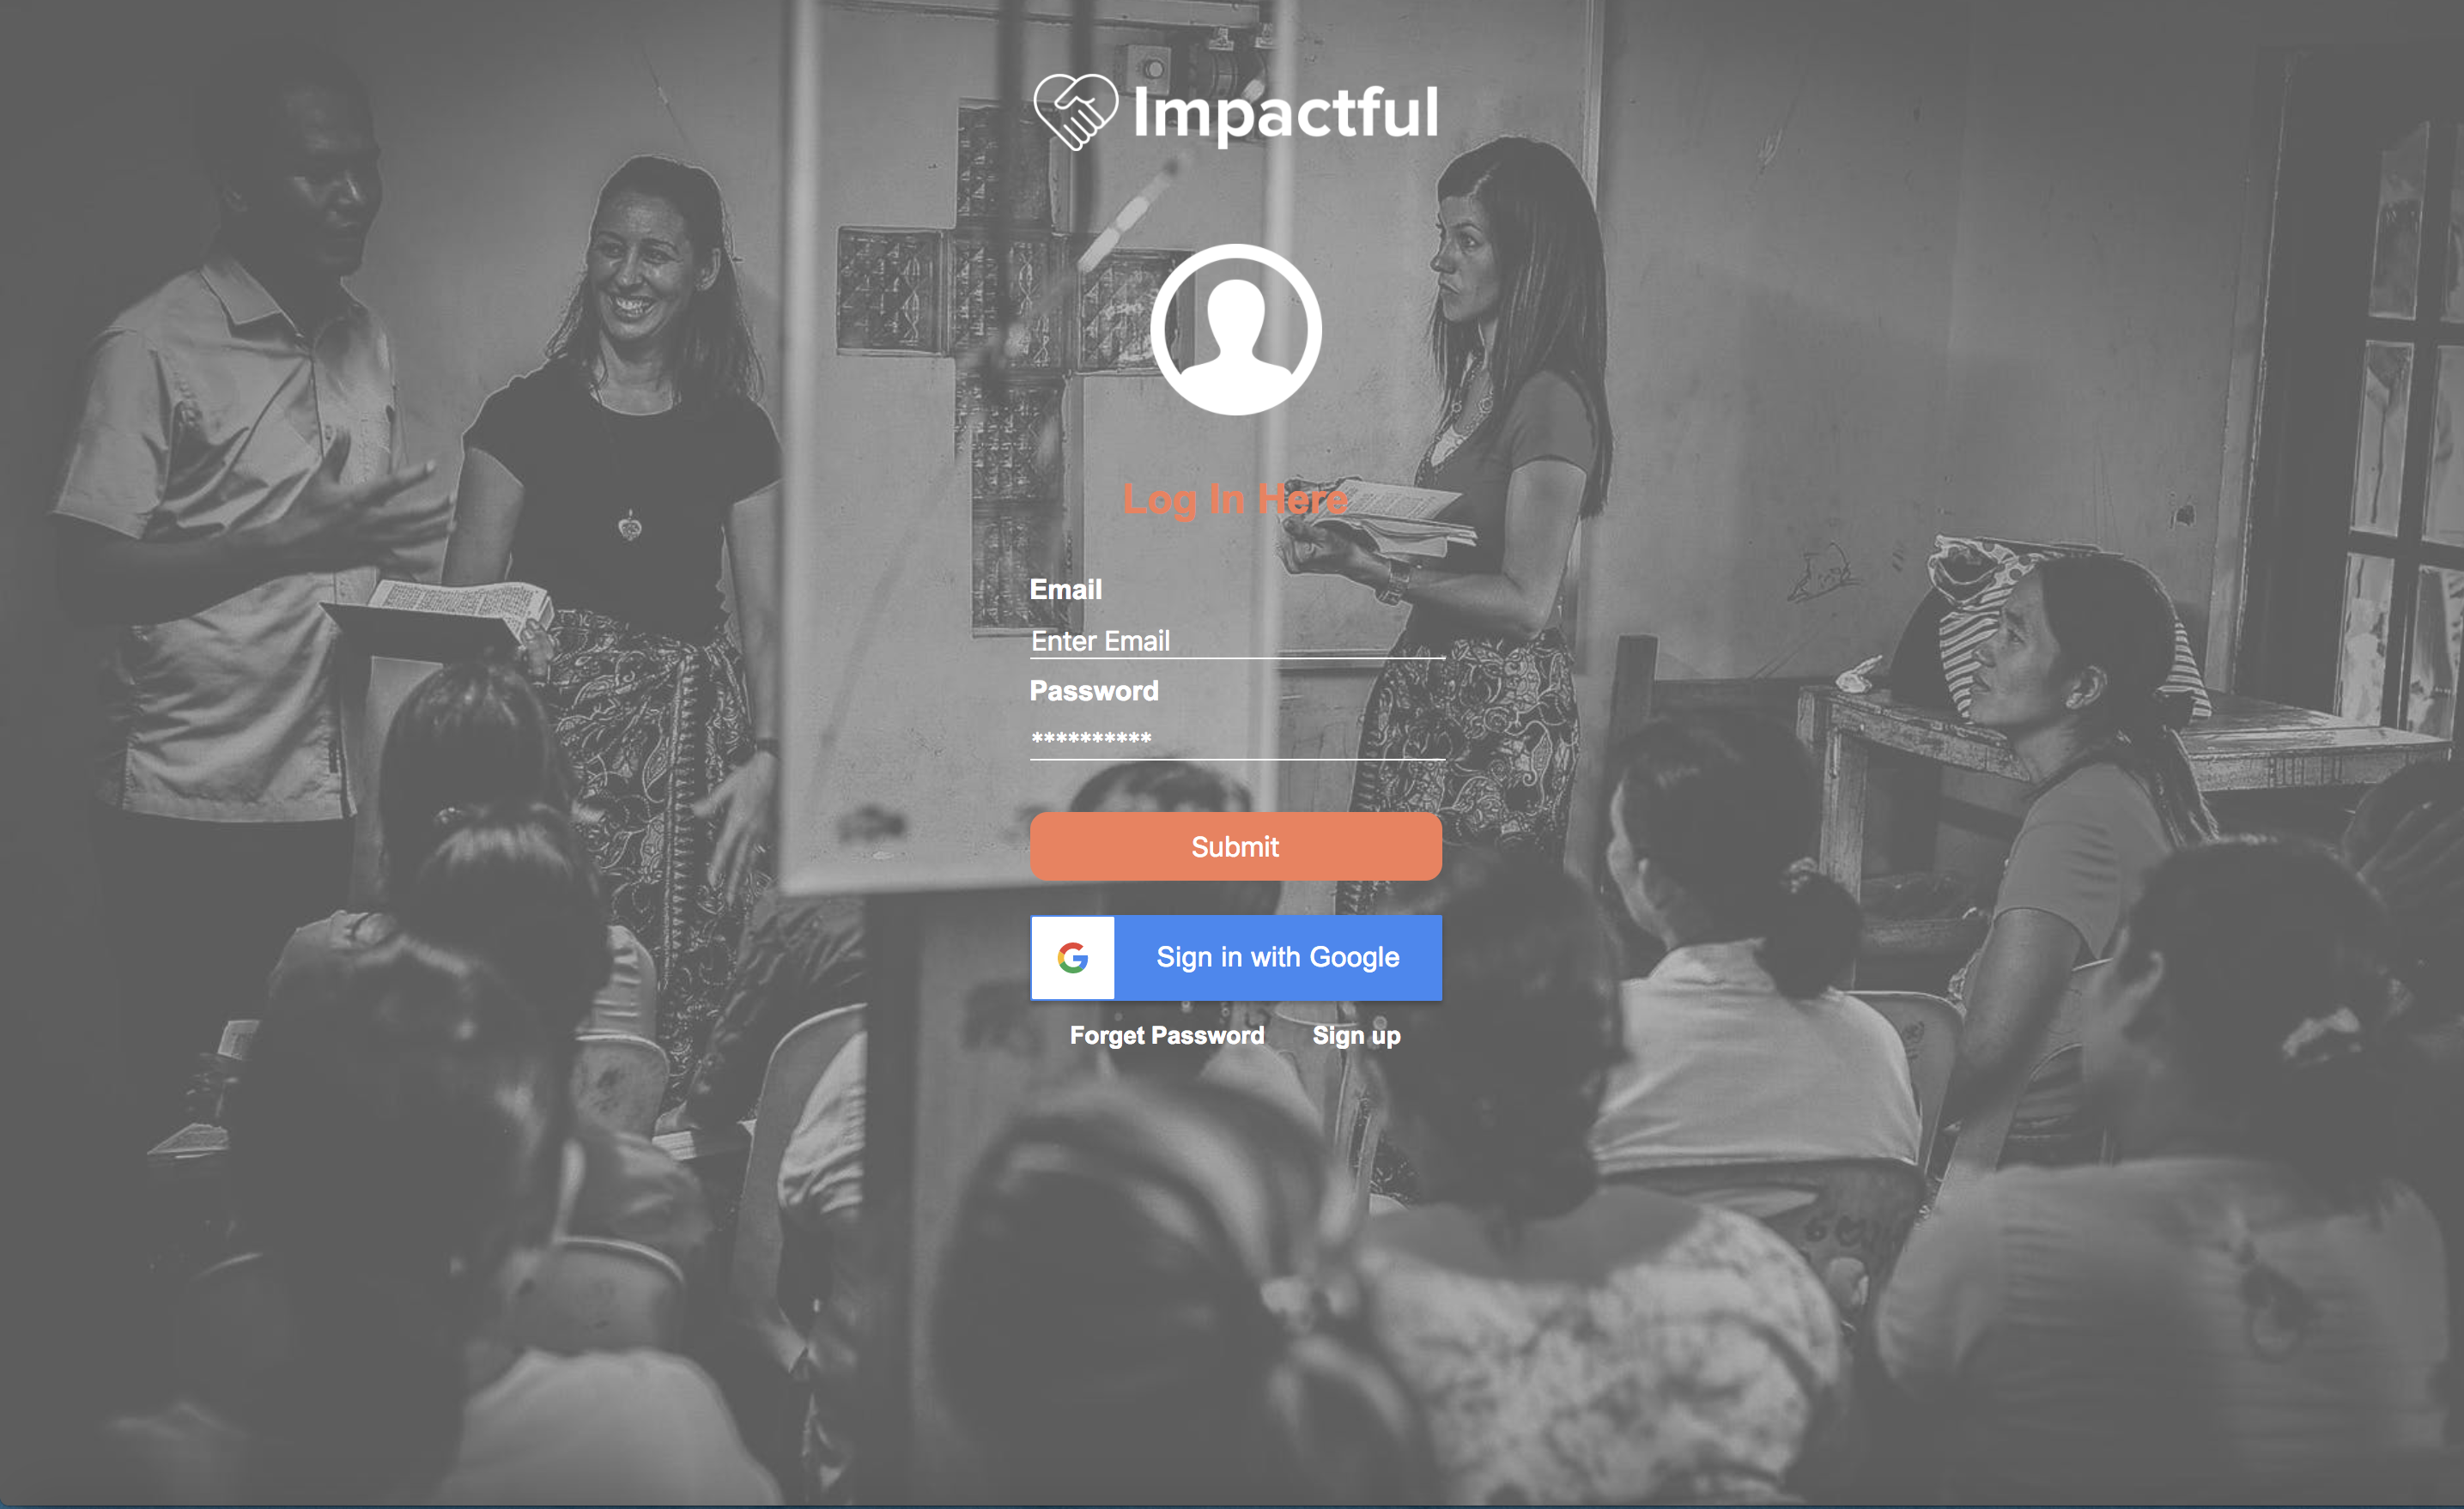 Impactful
Log In Here
Email
Enter Email
Password
**********
Submit
Sign in with Google
Forget Password Sign up